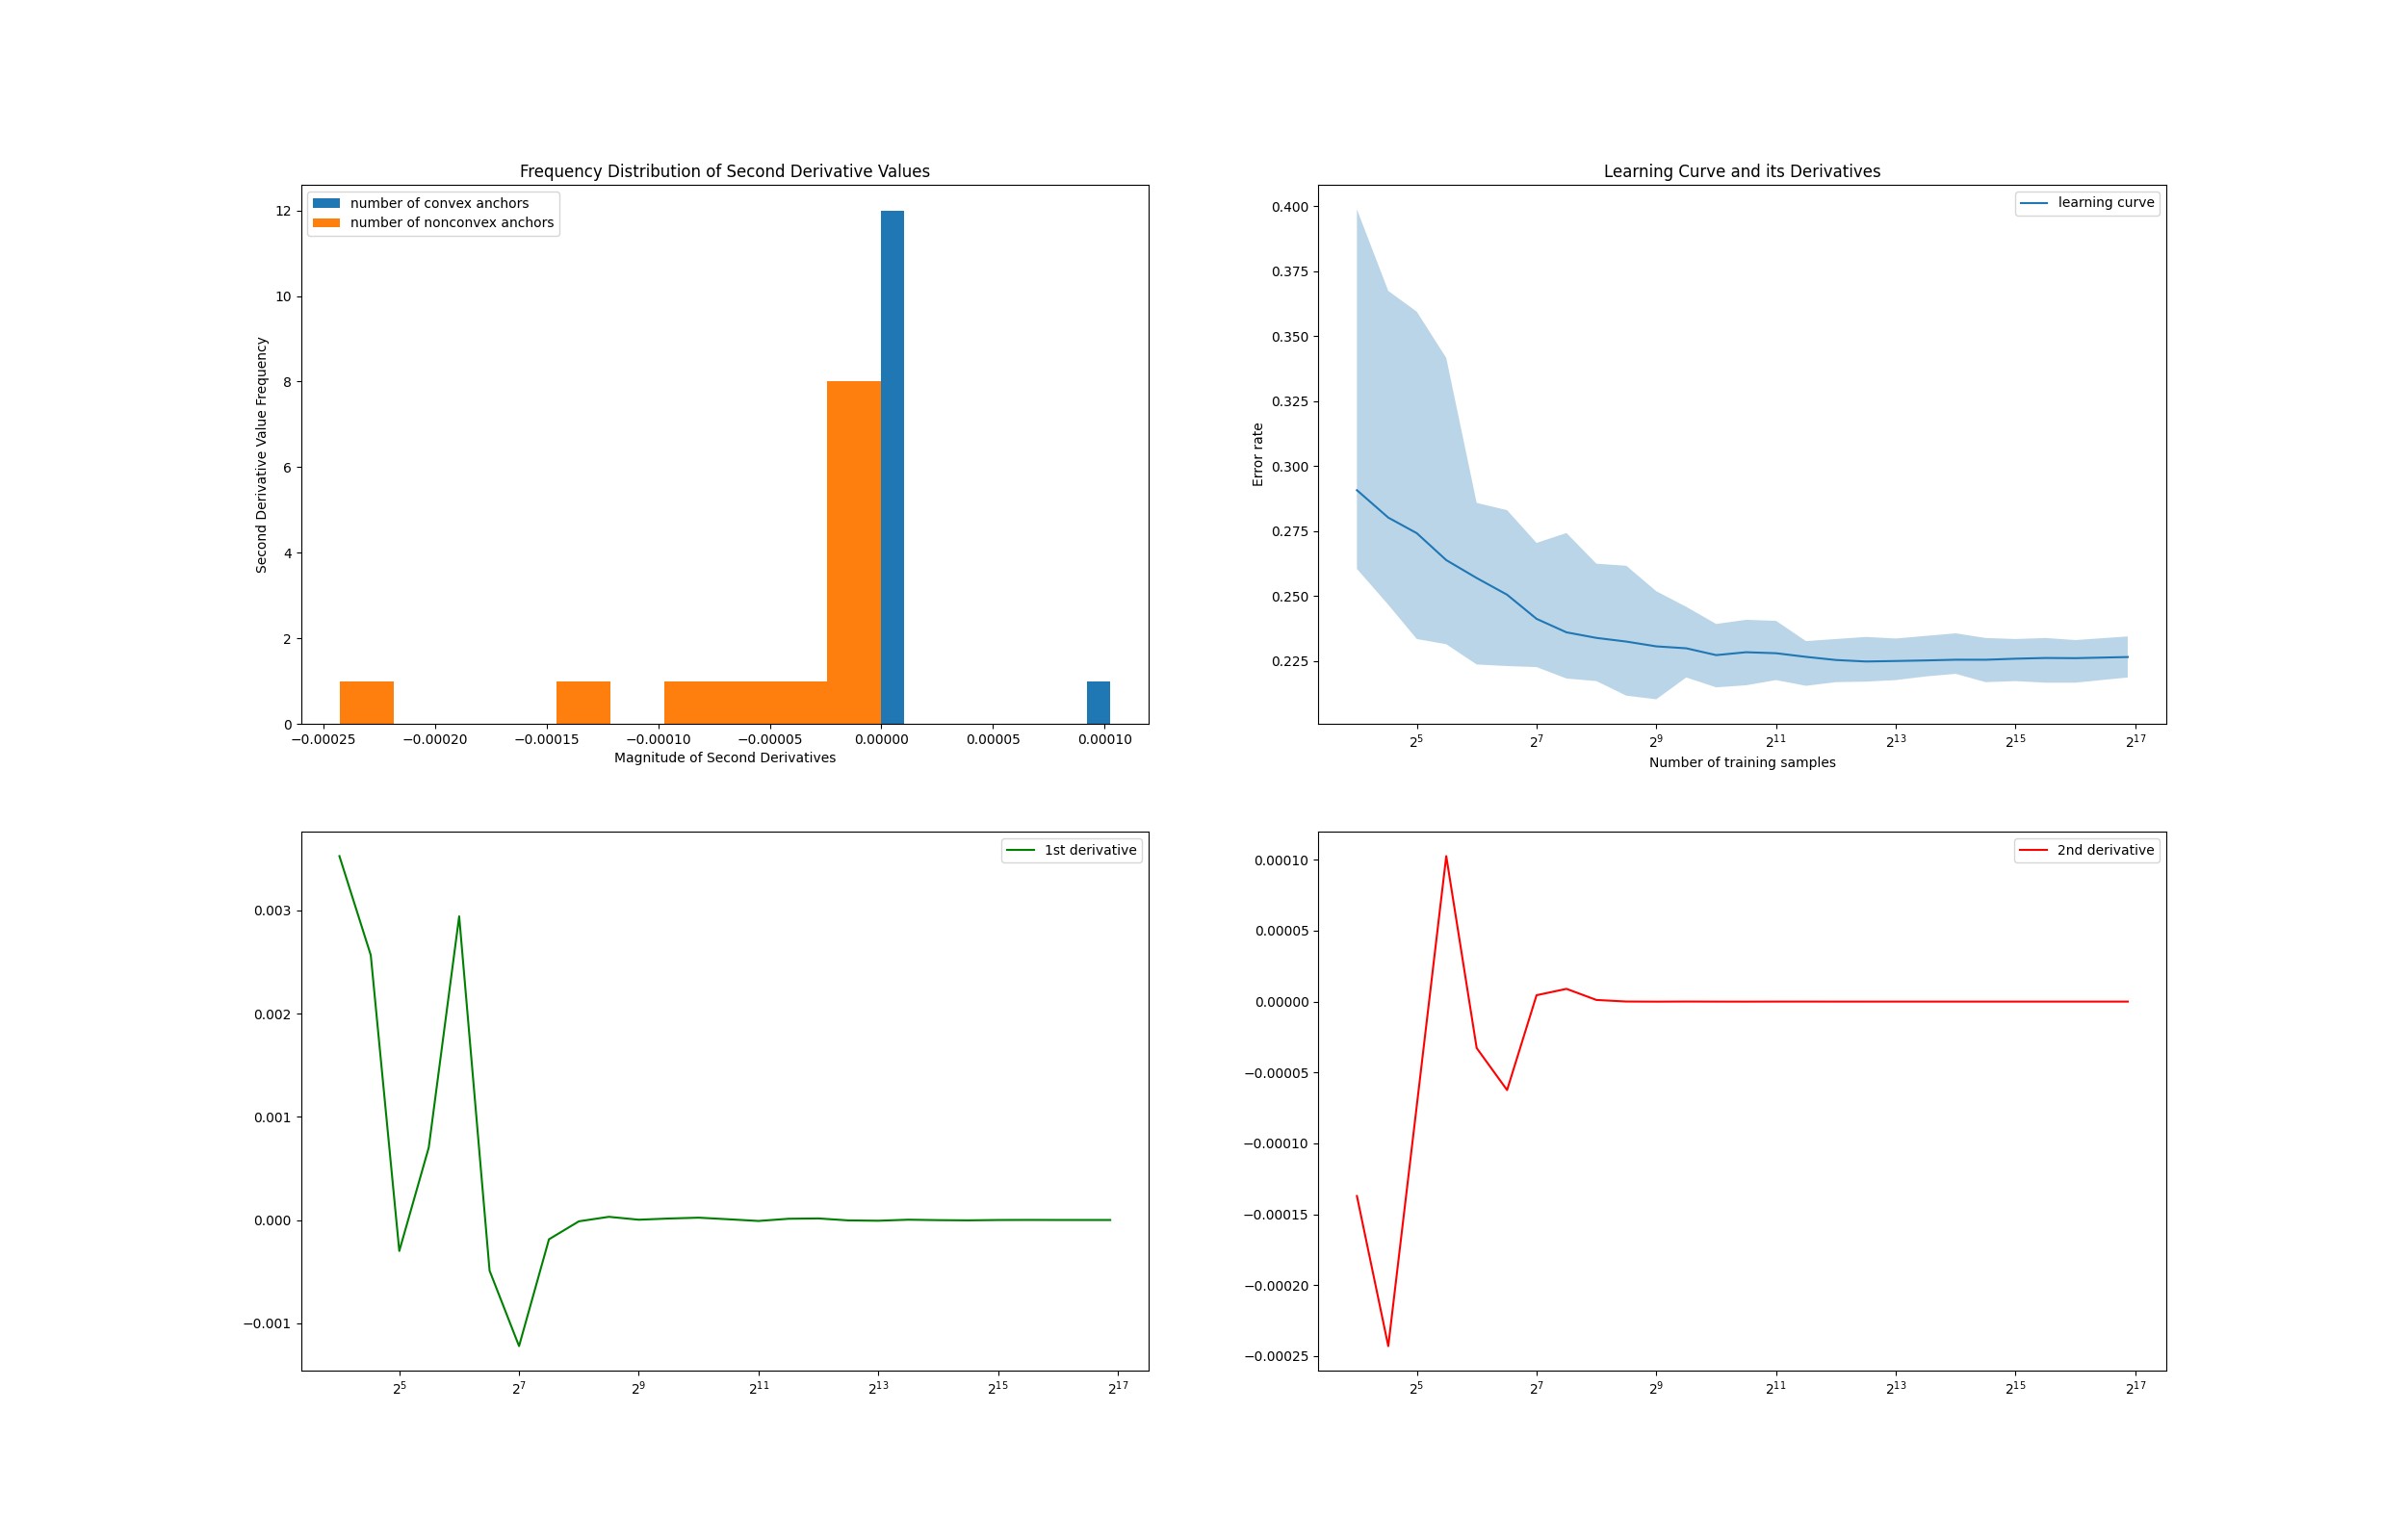 Frequency Distribution of Second Derivative Values
number of convex anchors
number of nonconvex anchors
Second Derivative Value Frequency
12
10
8
6
4
2
0
−0.00025 −0.00020 −0.00015 −0.00010 −0.00005 0.00000 0.00005 0.00010
Magnitude of Second Derivatives
Learning Curve and its Derivatives
learning curve
Error rate
0.400
0.375
0.350
0.325
0.300
0.275
0.250
0.225
2^5 2^7 2^9 2^11 2^13 2^15 2^17
Number of training samples
1st derivative
0.003
0.002
0.001
0.000
−0.001
2^5 2^7 2^9 2^11 2^13 2^15 2^17
2nd derivative
0.00010
0.00005
0.00000
−0.00005
−0.00010
−0.00015
−0.00020
−0.00025
2^5 2^7 2^9 2^11 2^13 2^15 2^17